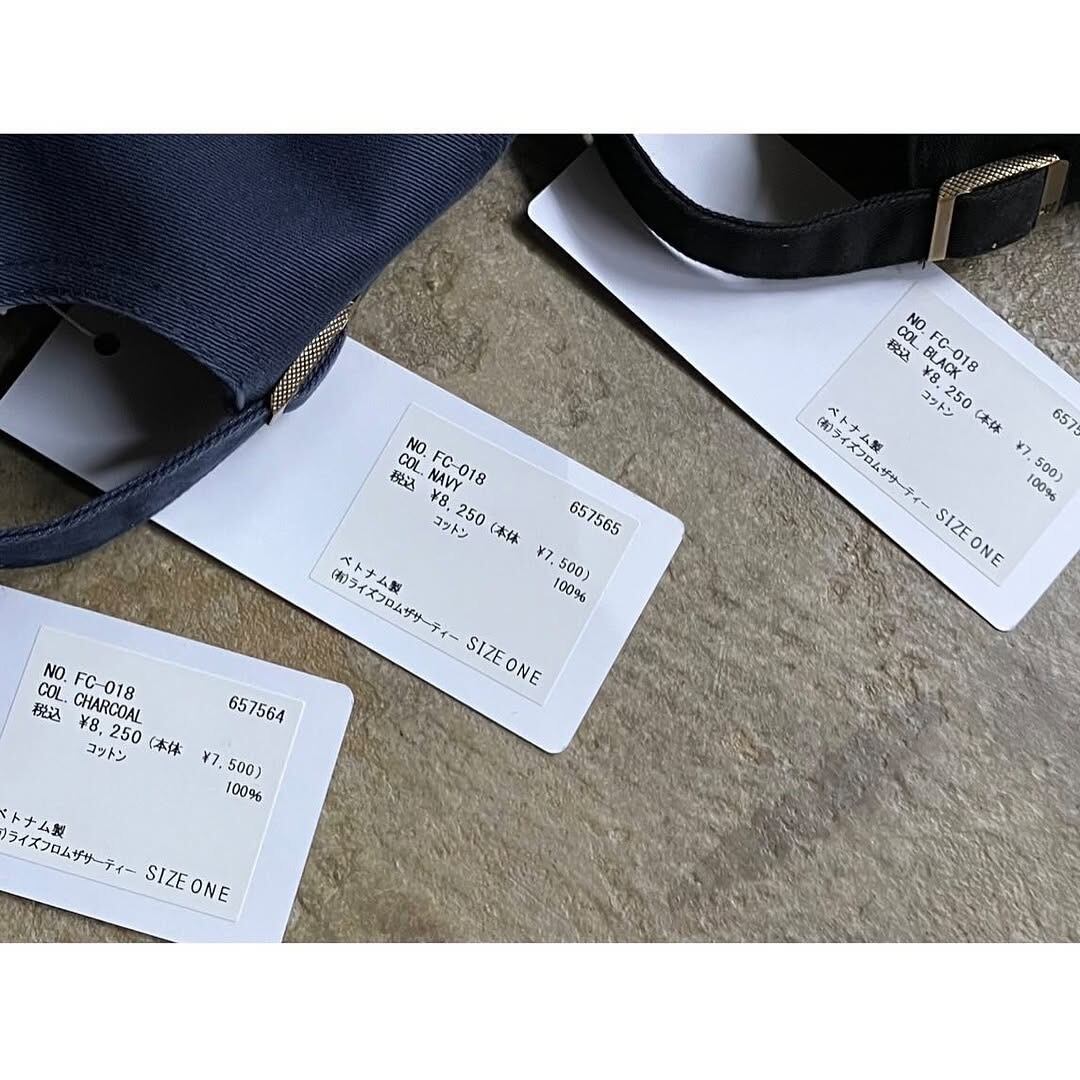 NO. FC-018
COL. BLACK
税込 ¥8,250 (本体 ¥7,500)
コットン 100%
ベトナム製
(有)ライズフロムザサーティー SIZE ONE
NO. FC-018
COL. NAVY 657565
税込 ¥8,250 (本体 ¥7,500)
コットン 100%
ベトナム製
(有)ライズフロムザサーティー SIZE ONE
NO. FC-018
COL. CHARCOAL 657564
税込 ¥8,250 (本体 ¥7,500)
コットン 100%
ベトナム製
ライズフロムザサーティー SIZE ONE